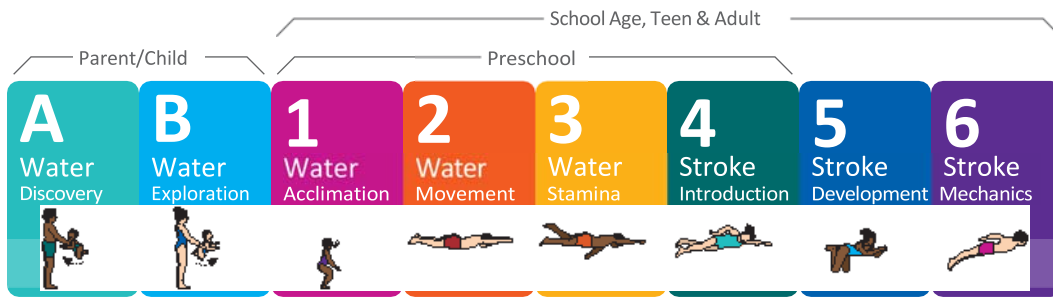 School Age, Teen & Adult
Parent/Child
Preschool
A
Water
Discovery
B
Water
Exploration
1
Water
Acclimation
2
Water
Movement
3
Water
Stamina
4
Stroke
Introduction
5
Stroke
Development
6
Stroke
Mechanics